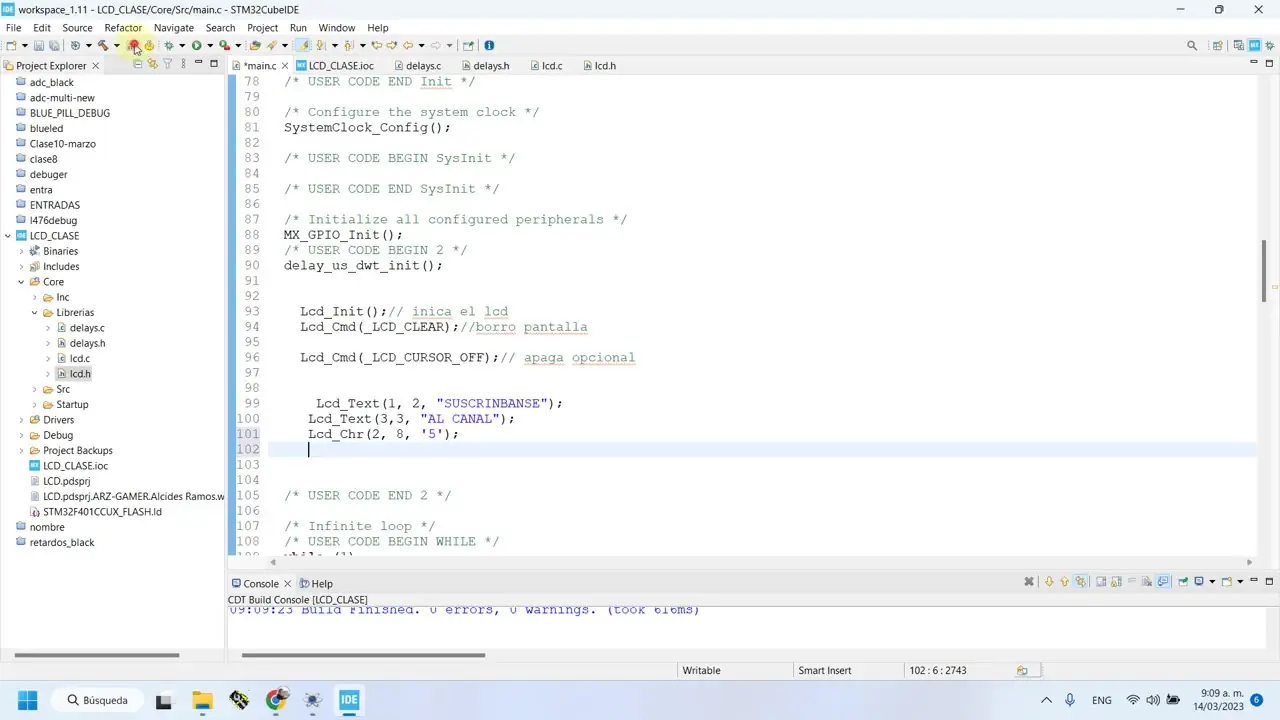 workspace_1.11 - LCD_CLASE/Core/Src/main.c - STM32CubeIDE
File Edit Source Refactor Navigate Search Project Run Window Help
Project Explorer
*main.c LCD_CLASE.ioc delays.c delays.h lcd.c lcd.h
adc_black
adc-multi-new
BLUE_PILL_DEBUG
blueled
Clase10-marzo
clase8
debuger
entra
ENTRADAS
l476debug
LCD_CLASE
Binaries
Includes
Core
Inc
Librerias
delays.c
delays.h
lcd.c
lcd.h
Src
Startup
Drivers
Debug
Project Backups
LCD_CLASE.ioc
LCD.pdsprj
LCD.pdsprj.ARZ-GAMER.Alcides Ramos.w
STM32F401CCUX_FLASH.ld
nombre
retardos_black
78 /* USER CODE END Init */
79
80 /* Configure the system clock */
81 SystemClock_Config();
82
83 /* USER CODE BEGIN SysInit */
84
85 /* USER CODE END SysInit */
86
87 /* Initialize all configured peripherals */
88 MX_GPIO_Init();
89 /* USER CODE BEGIN 2 */
90 delay_us_dwt_init();
91
92
93 Lcd_Init();// inica el lcd
94 Lcd_Cmd(_LCD_CLEAR);//borro pantalla
95
96 Lcd_Cmd(_LCD_CURSOR_OFF);// apaga opcional
97
98
99 Lcd_Text(1, 2, "SUSCRINBANSE");
100 Lcd_Text(3,3, "AL CANAL");
101 Lcd_Chr(2, 8, '5');
102
103
104
105 /* USER CODE END 2 */
106
107 /* Infinite loop */
108 /* USER CODE BEGIN WHILE */
109 while (1)
Console Help
CDT Build Console [LCD_CLASE]
09:09:23 Build Finished. 0 errors, 0 warnings. (took 616ms)
Writable Smart Insert 102 : 6 : 2743
Búsqueda
IDE
ENG
9:09 a. m.
14/03/2023
6